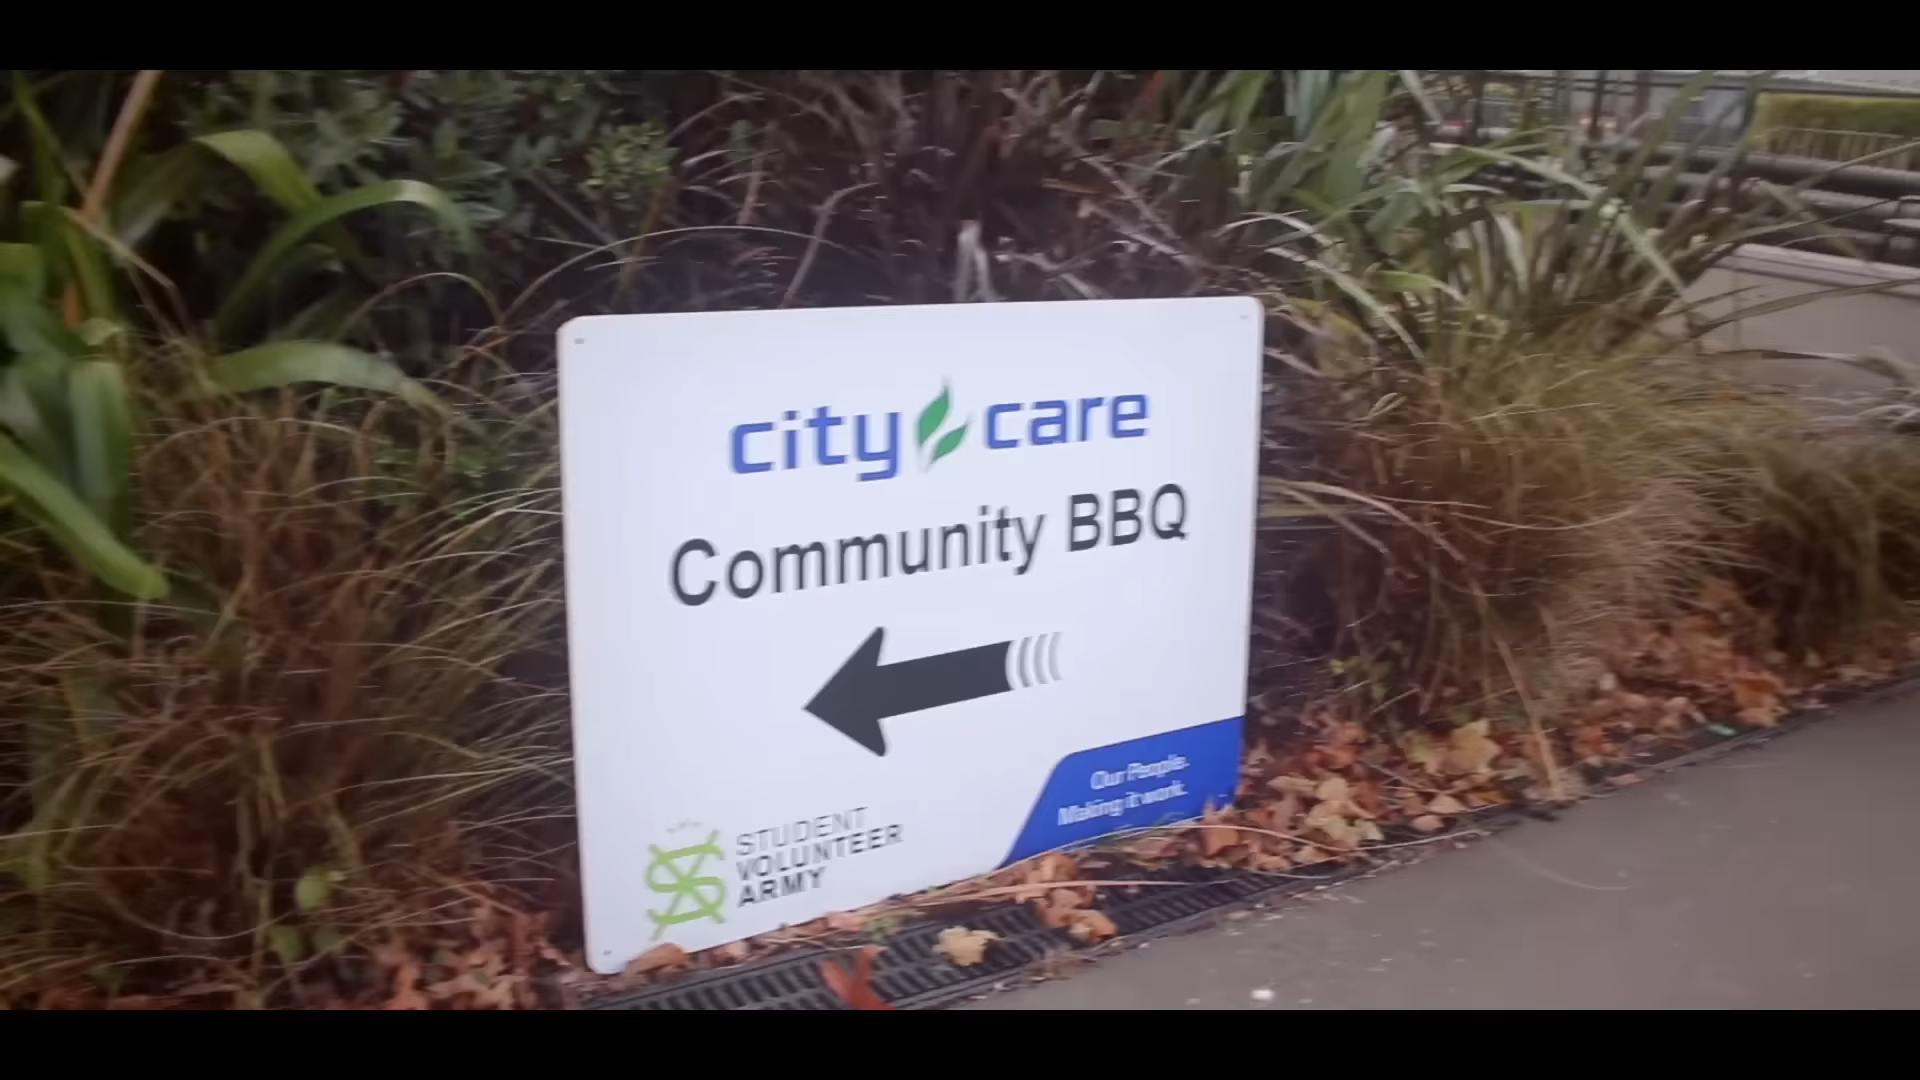 city care
Community BBQ
Our People.
Making it work.
STUDENT
VOLUNTEER
ARMY